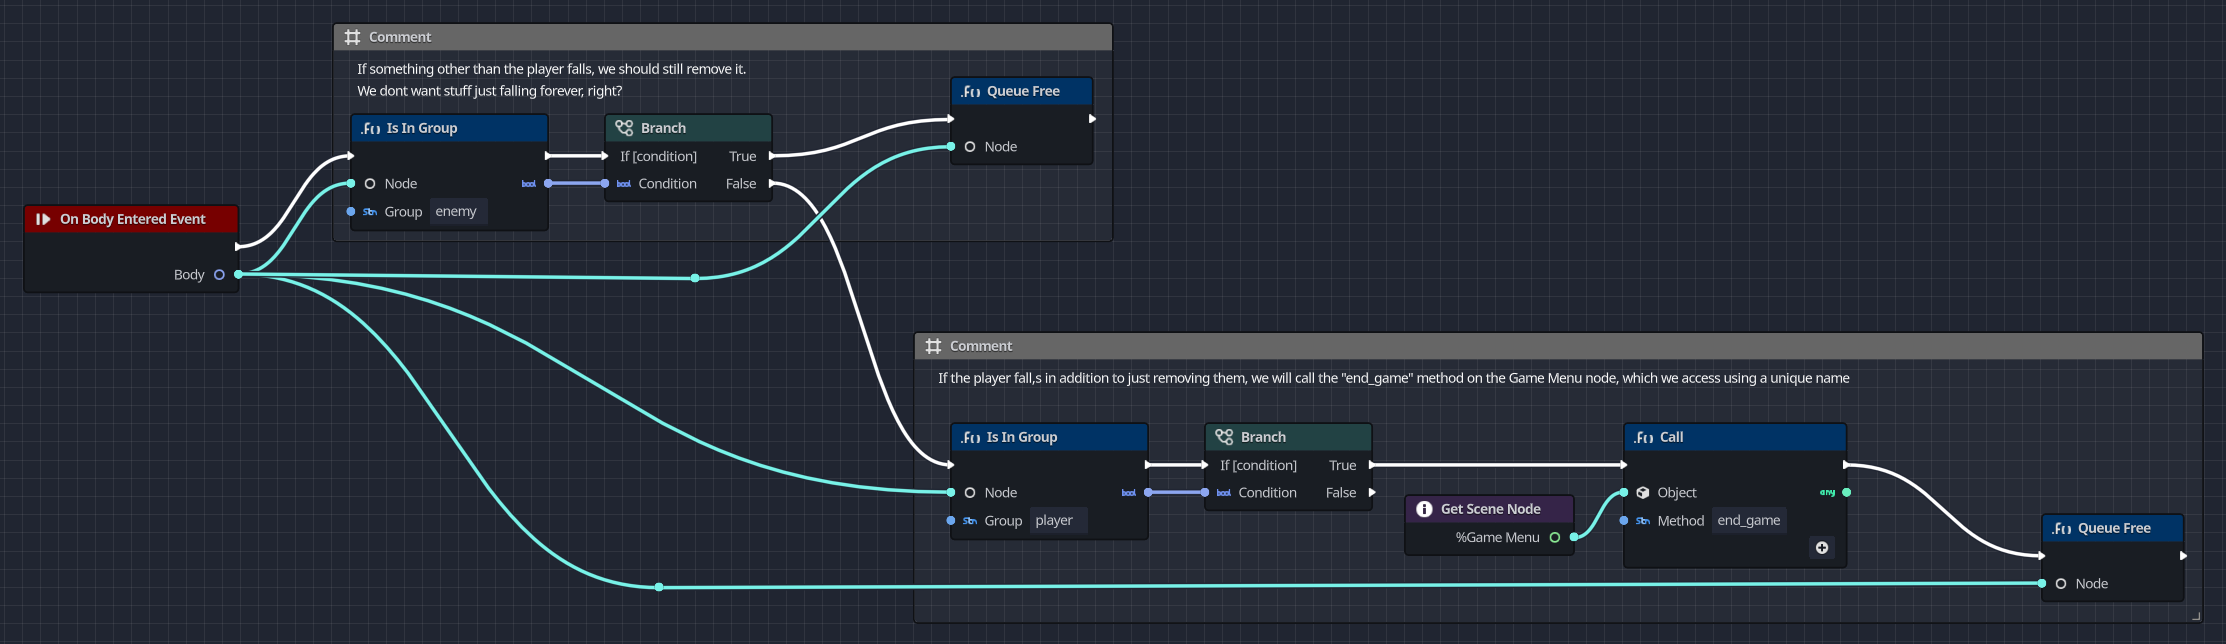 Comment
If something other than the player falls, we should still remove it.
We dont want stuff just falling forever, right?
.f() Queue Free
Node
.f() Is In Group
Node bool
Group enemy
Str
Branch
If [condition] True
bool Condition False
On Body Entered Event
Body
Comment
If the player fall,s in addition to just removing them, we will call the "end_game" method on the Game Menu node, which we access using a unique name
.f() Is In Group
Node bool
Str Group player
Branch
If [condition] True
bool Condition False
Get Scene Node
%Game Menu
.f() Call
Object any
Str Method end_game
.f() Queue Free
Node